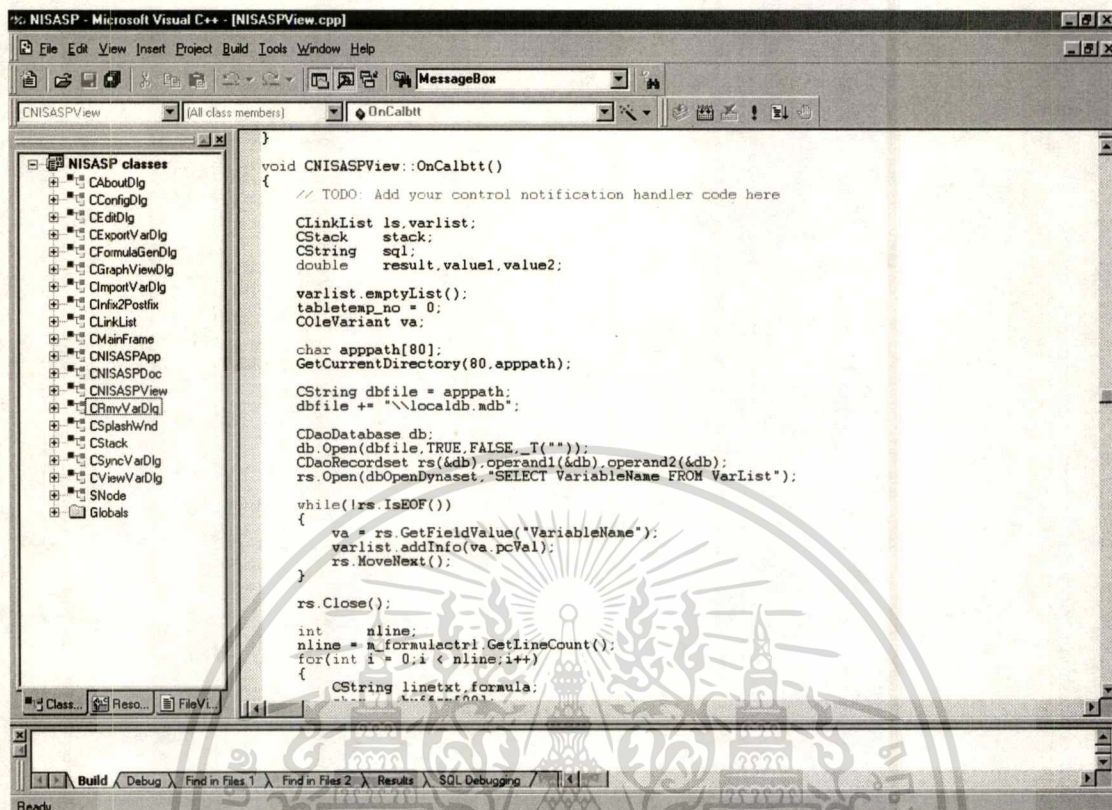 NISASP - Microsoft Visual C++ - [NISASPView.cpp]
File Edit View Insert Project Build Tools Window Help
MessageBox
CNISASPView (All class members) OnCalbtt
NISASP classes
CAboutDlg
CConfigDlg
CEditDlg
CExportVarDlg
CFormulaGenDlg
CGraphViewDlg
CImportVarDlg
CInfix2Postfix
CLinkList
CMainFrame
CNISASPApp
CNISASPDoc
CNISASPView
CRmvVarDlg
CSplashWnd
CStack
CSyncVarDlg
CViewVarDlg
SNode
Globals
Class... Reso... FileVi...
}
void CNISASPView::OnCalbtt()
{
// TODO: Add your control notification handler code here
CLinkList ls,varlist;
CStack stack;
CString sql;
double result,value1,value2;
varlist.emptyList();
tabletemp_no = 0;
COleVariant va;
char apppath[80];
GetCurrentDirectory(80,apppath);
CString dbfile = apppath;
dbfile += "\\localdb.mdb";
CDaoDatabase db;
db.Open(dbfile,TRUE,FALSE,_T(""));
CDaoRecordset rs(&db),operand1(&db),operand2(&db);
rs.Open(dbOpenDynaset,"SELECT VariableName FROM VarList");
while(!rs.IsEOF())
{
va = rs.GetFieldValue("VariableName");
varlist.addInfo(va.pcVal);
rs.MoveNext();
}
rs.Close();
int nline;
nline = m_formulactrl.GetLineCount();
for(int i = 0;i < nline;i++)
{
CString linetxt,formula;
Build Debug Find in Files 1 Find in Files 2 Results SQL Debugging
Ready